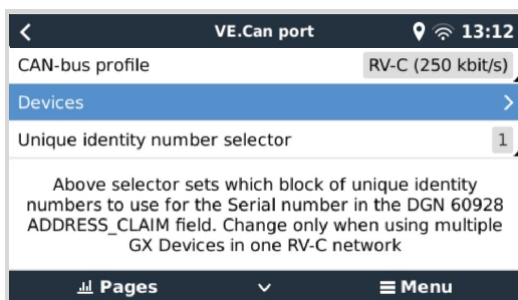 VE.Can port
13:12
CAN-bus profile
RV-C (250 kbit/s)
Devices
Unique identity number selector
1
Above selector sets which block of unique identity
numbers to use for the Serial number in the DGN 60928
ADDRESS_CLAIM field. Change only when using multiple
GX Devices in one RV-C network
Pages
Menu